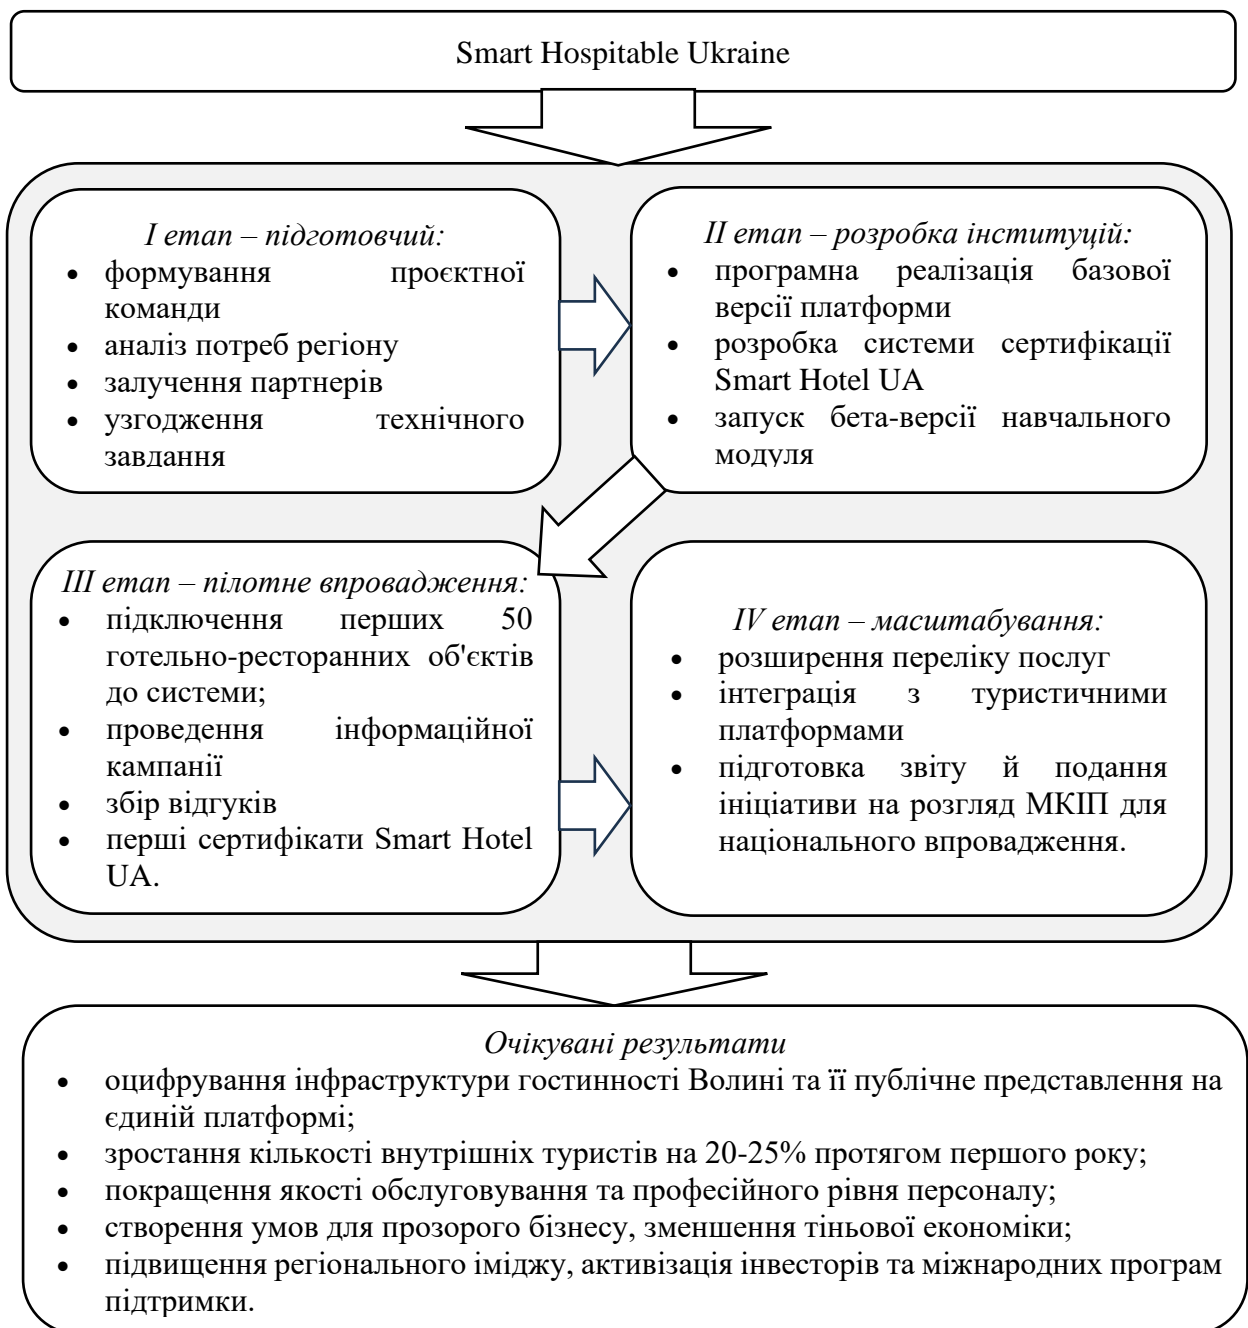 Smart Hospitable Ukraine
І етап – підготовчий:
• формування проєктної
команди
• аналіз потреб регіону
• залучення партнерів
• узгодження технічного
завдання
ІІ етап – розробка інституцій:
• програмна реалізація базової
версії платформи
• розробка системи сертифікації
Smart Hotel UA
• запуск бета-версії навчального
модуля
ІІІ етап – пілотне впровадження:
• підключення перших 50
готельно-ресторанних об'єктів
до системи;
• проведення інформаційної
кампанії
• збір відгуків
• перші сертифікати Smart Hotel
UA.
IV етап – масштабування:
• розширення переліку послуг
• інтеграція з туристичними
платформами
• підготовка звіту й подання
ініціативи на розгляд МКІП для
національного впровадження.
Очікувані результати
• оцифрування інфраструктури гостинності Волині та її публічне представлення на
єдиній платформі;
• зростання кількості внутрішніх туристів на 20-25% протягом першого року;
• покращення якості обслуговування та професійного рівня персоналу;
• створення умов для прозорого бізнесу, зменшення тіньової економіки;
• підвищення регіонального іміджу, активізація інвесторів та міжнародних програм
підтримки.